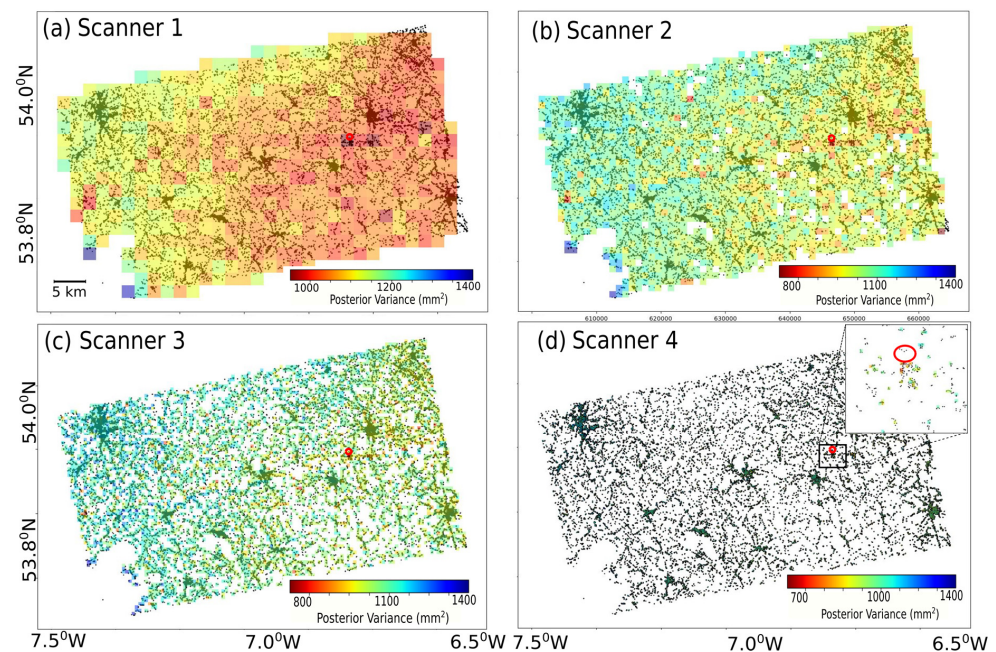 (a) Scanner 1
(b) Scanner 2
54.0⁰N
53.8⁰N
5 km
1000 1200 1400
Posterior Variance (mm²)
800 1100 1400
Posterior Variance (mm²)
610000 620000 630000 640000 650000 660000
(c) Scanner 3
(d) Scanner 4
54.0⁰N
53.8⁰N
800 1100 1400
Posterior Variance (mm²)
700 1000 1400
Posterior Variance (mm²)
7.5⁰W 7.0⁰W 6.5⁰W
7.5⁰W 7.0⁰W 6.5⁰W